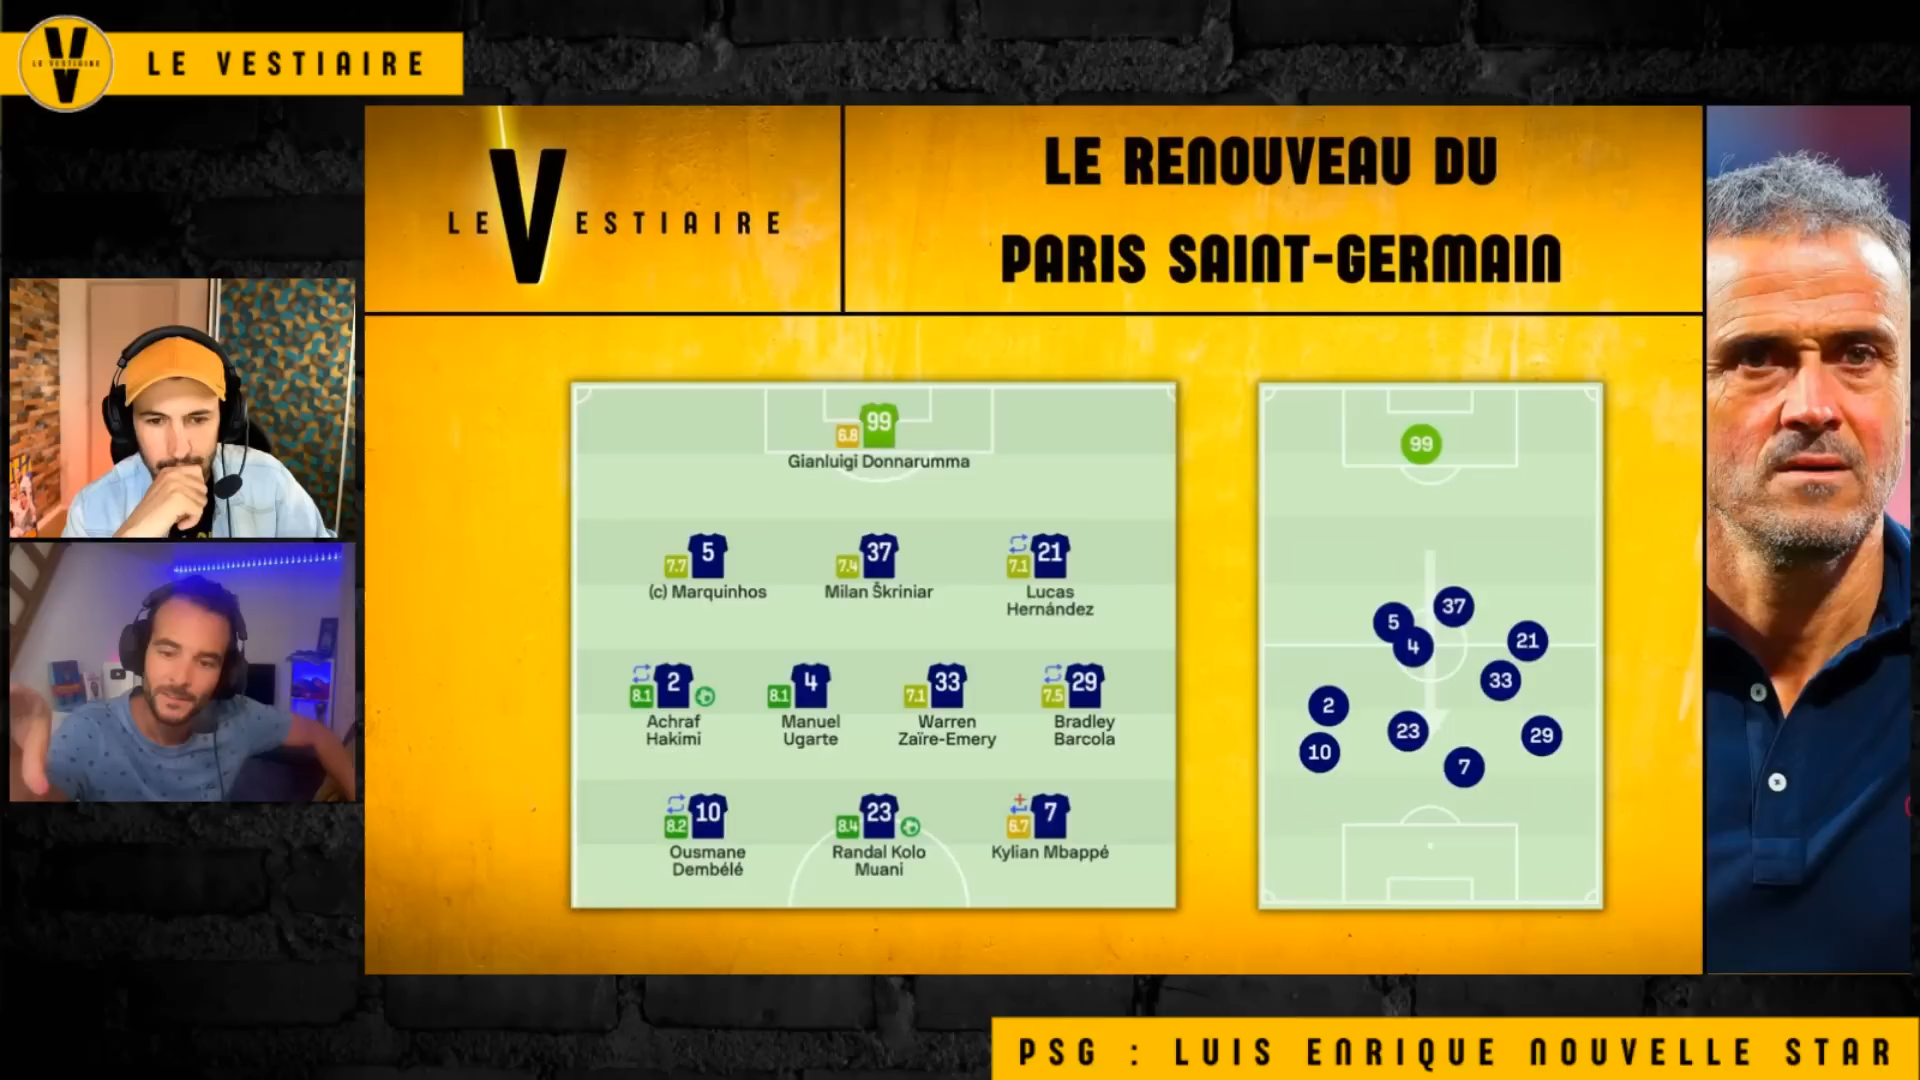 LE VESTIAIRE
LE VESTIAIRE
LE VESTIAIRE
LE RENOUVEAU DU
PARIS SAINT-GERMAIN
99
6.8
Gianluigi Donnarumma
5
7.7
(c) Marquinhos
37
7.4
Milan Škriniar
21
7.1
Lucas
Hernández
2
8.1
Achraf
Hakimi
4
8.1
Manuel
Ugarte
33
7.1
Warren
Zaïre-Emery
29
7.5
Bradley
Barcola
10
8.2
Ousmane
Dembélé
23
8.4
Randal Kolo
Muani
7
6.7
Kylian Mbappé
99
37
5
4
21
33
2
23
29
10
7
PSG : LUIS ENRIQUE NOUVELLE STAR